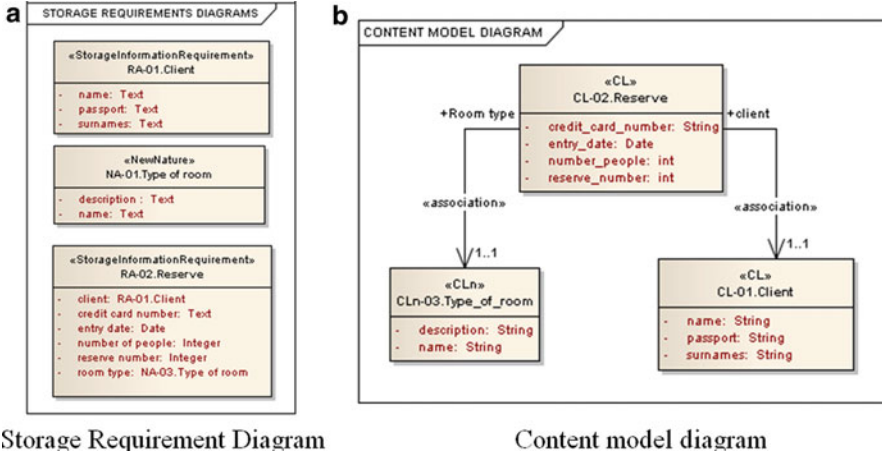 a
STORAGE REQUIREMENTS DIAGRAMS
«StorageInformationRequirement»
RA-01.Client
- name: Text
- passport: Text
- surnames: Text
«NewNature»
NA-01.Type of room
- description : Text
- name: Text
«StorageInformationRequirement»
RA-02.Reserve
- client: RA-01.Client
- credit card number: Text
- entry date: Date
- number of people: Integer
- reserve number: Integer
- room type: NA-03.Type of room
Storage Requirement Diagram
b
CONTENT MODEL DIAGRAM
«CL»
CL-02.Reserve
- credit_card_number: String
- entry_date: Date
- number_people: int
- reserve_number: int
+Room type
+client
«association»
«association»
1..1
1..1
«CLn»
CLn-03.Type_of_room
- description: String
- name: String
«CL»
CL-01.Client
- name: String
- passport: String
- surnames: String
Content model diagram